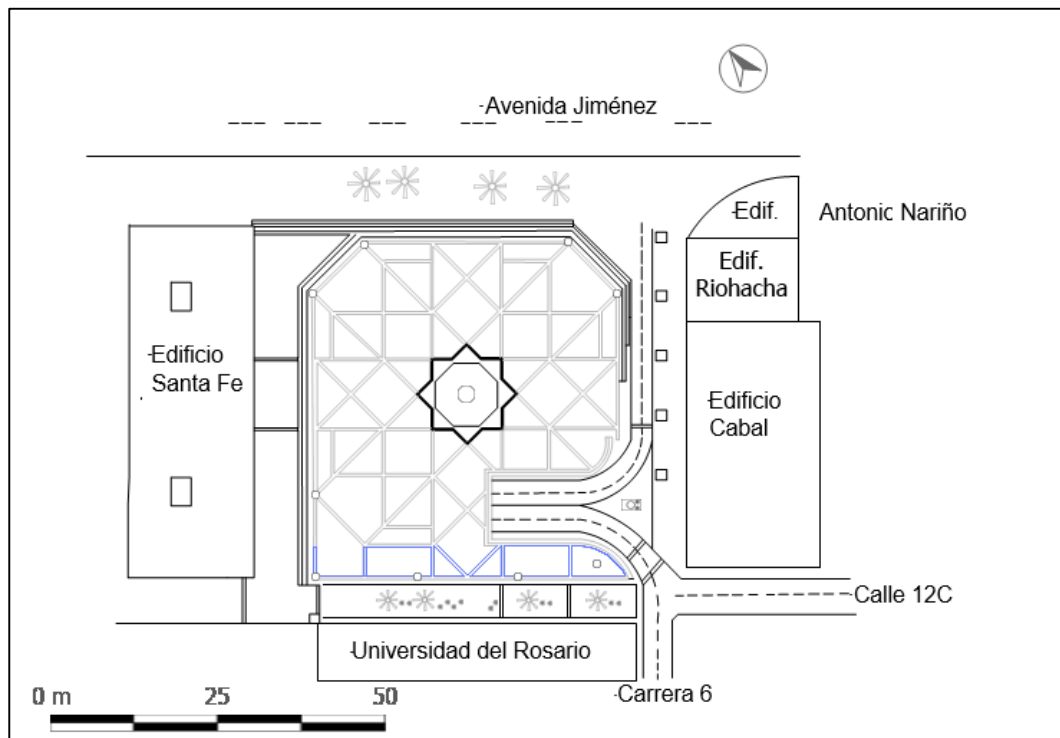 -Avenida Jiménez
-Edif.
Antonic Nariño
Edif.
Riohacha
-Edificio
Santa Fe
-Edificio
Cabal
Calle 12C
-Universidad del Rosario
-Carrera 6
0 m 25 50